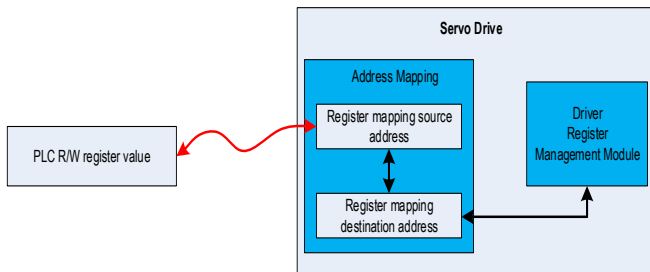 Servo Drive
Address Mapping
Register mapping source
address
Driver
Register
Management Module
PLC R/W register value
Register mapping
destination address